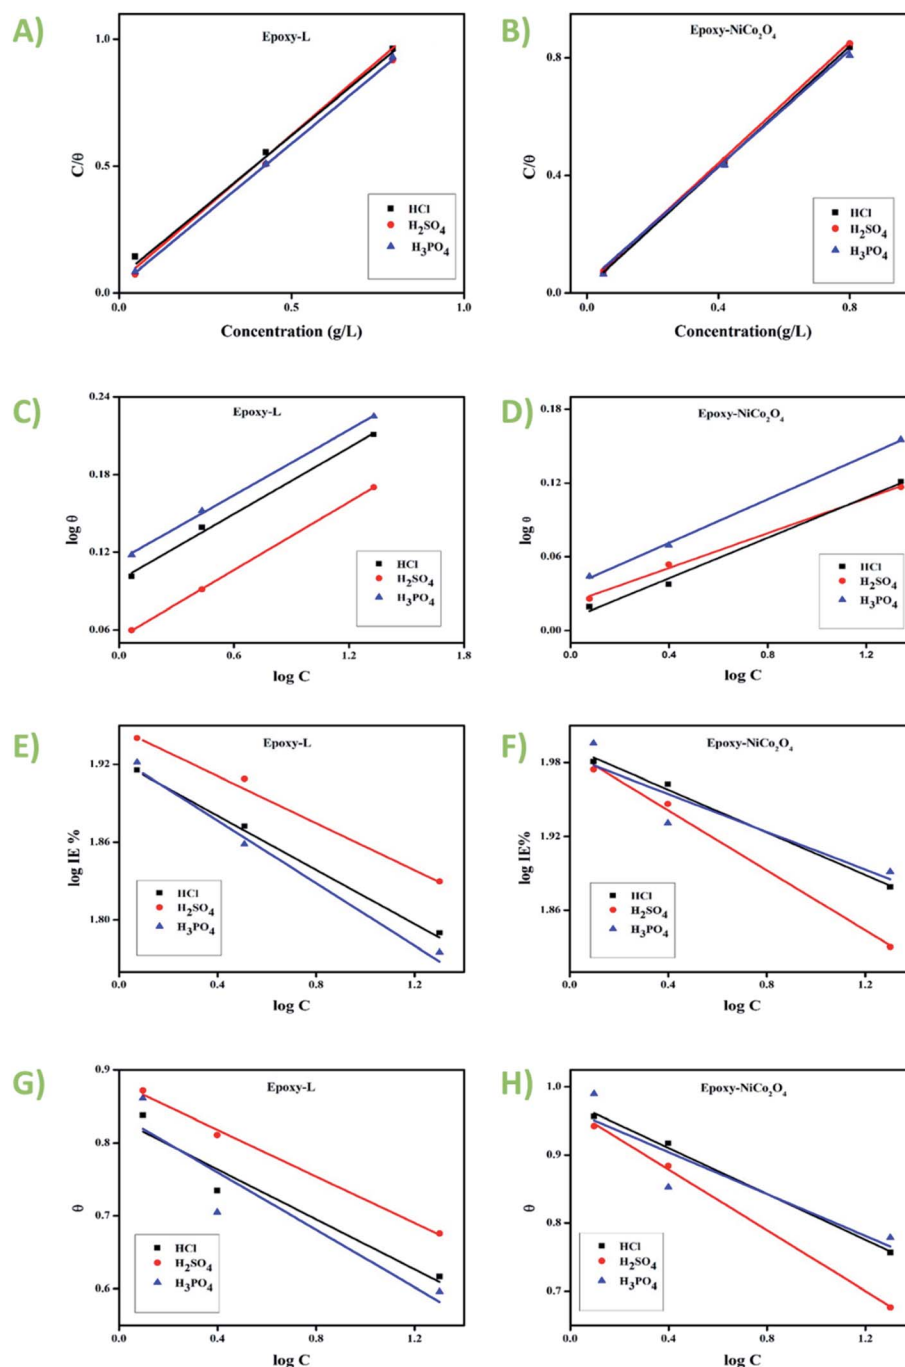 A)
Epoxy-L
1.0
0.5
0.0
C/θ
HCl
H₂SO₄
H₃PO₄
0.0 0.5 1.0
Concentration (g/L)
B)
Epoxy-NiCo₂O₄
0.8
0.4
0.0
C/θ
HCl
H₂SO₄
H₃PO₄
0.0 0.4 0.8
Concentration(g/L)
C)
Epoxy-L
0.24
0.18
0.12
0.06
log θ
HCl
H₂SO₄
H₃PO₄
0.0 0.6 1.2 1.8
log C
D)
Epoxy-NiCo₂O₄
0.18
0.12
0.06
0.00
log θ
HCl
H₂SO₄
H₃PO₄
0.0 0.4 0.8 1.2
log C
E)
Epoxy-L
1.92
1.86
1.80
log IE %
HCl
H₂SO₄
H₃PO₄
0.0 0.4 0.8 1.2
log C
F)
Epoxy-NiCo₂O₄
1.98
1.92
1.86
log IE%
HCl
H₂SO₄
H₃PO₄
0.0 0.4 0.8 1.2
log C
G)
Epoxy-L
0.9
0.8
0.7
0.6
θ
HCl
H₂SO₄
H₃PO₄
0.0 0.4 0.8 1.2
log C
H)
Epoxy-NiCo₂O₄
1.0
0.9
0.8
0.7
θ
HCl
H₂SO₄
H₃PO₄
0.0 0.4 0.8 1.2
log C